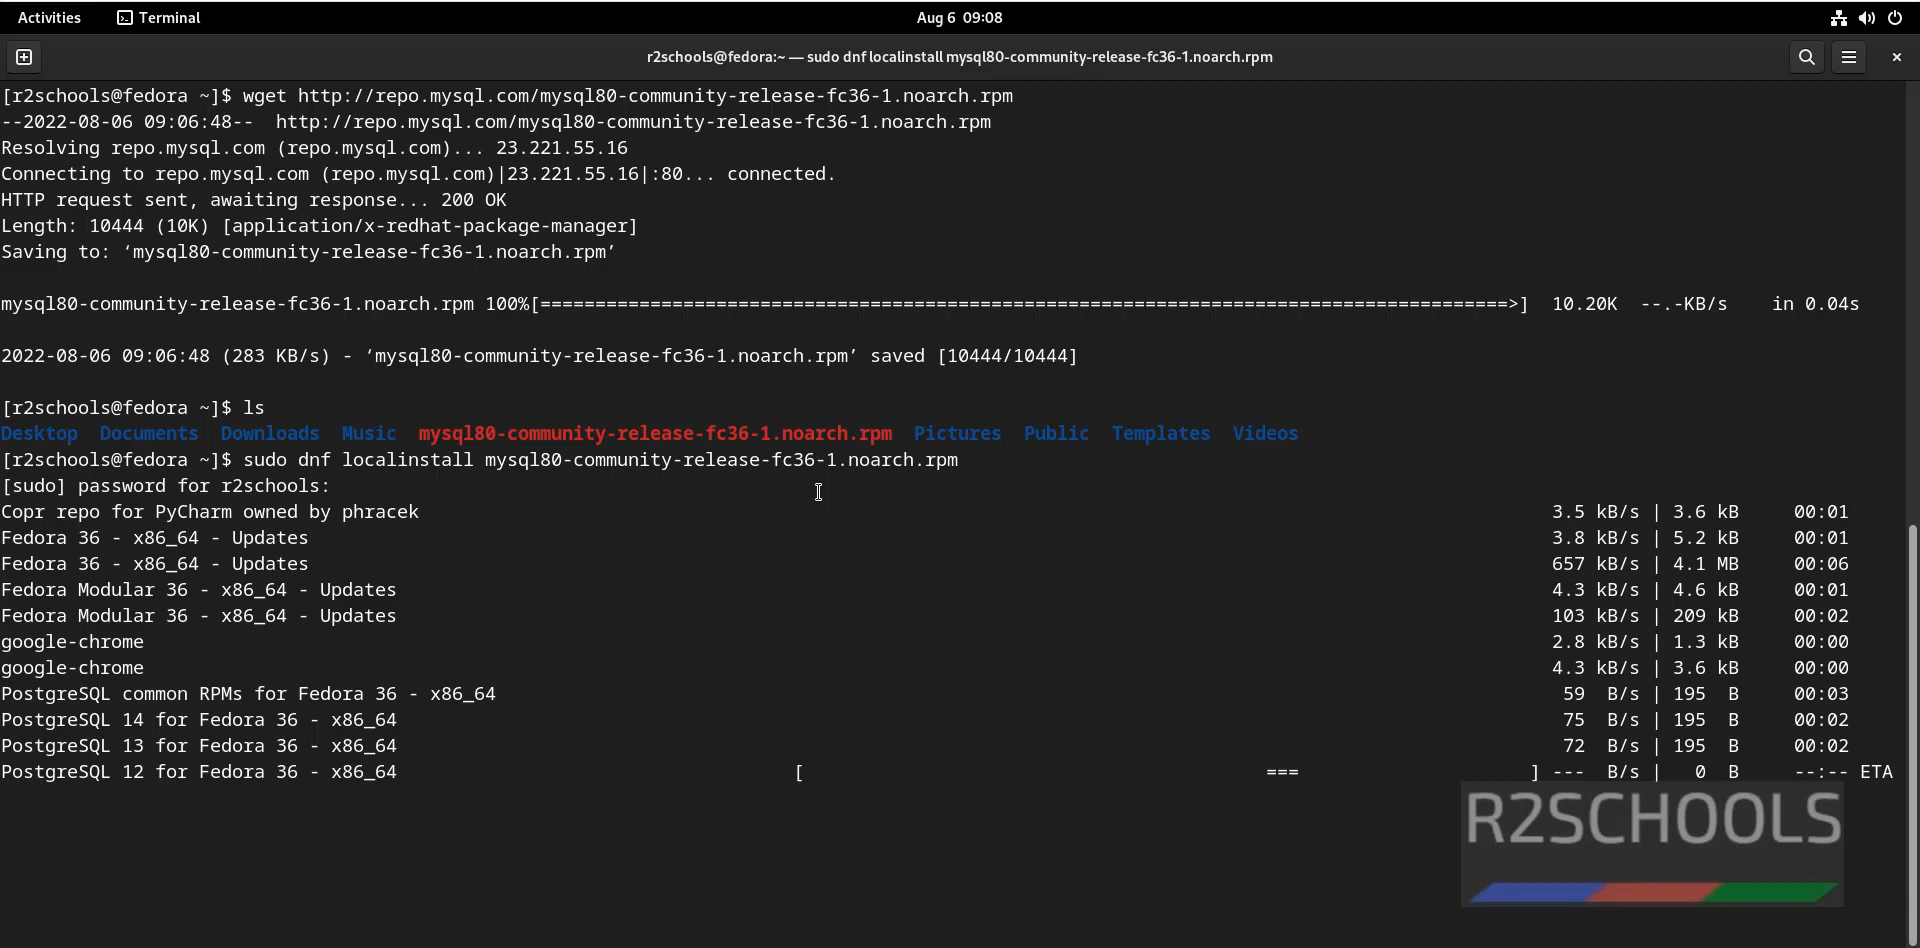 Activities Terminal Aug 6 09:08
r2schools@fedora:~ — sudo dnf localinstall mysql80-community-release-fc36-1.noarch.rpm
[r2schools@fedora ~]$ wget http://repo.mysql.com/mysql80-community-release-fc36-1.noarch.rpm
--2022-08-06 09:06:48--  http://repo.mysql.com/mysql80-community-release-fc36-1.noarch.rpm
Resolving repo.mysql.com (repo.mysql.com)... 23.221.55.16
Connecting to repo.mysql.com (repo.mysql.com)|23.221.55.16|:80... connected.
HTTP request sent, awaiting response... 200 OK
Length: 10444 (10K) [application/x-redhat-package-manager]
Saving to: ‘mysql80-community-release-fc36-1.noarch.rpm’
mysql80-community-release-fc36-1.noarch.rpm 100%[========================================================================================>]  10.20K  --.-KB/s    in 0.04s
2022-08-06 09:06:48 (283 KB/s) - ‘mysql80-community-release-fc36-1.noarch.rpm’ saved [10444/10444]
[r2schools@fedora ~]$ ls
Desktop  Documents  Downloads  Music  mysql80-community-release-fc36-1.noarch.rpm  Pictures  Public  Templates  Videos
[r2schools@fedora ~]$ sudo dnf localinstall mysql80-community-release-fc36-1.noarch.rpm
[sudo] password for r2schools:
Copr repo for PyCharm owned by phracek 3.5 kB/s | 3.6 kB 00:01
Fedora 36 - x86_64 - Updates 3.8 kB/s | 5.2 kB 00:01
Fedora 36 - x86_64 - Updates 657 kB/s | 4.1 MB 00:06
Fedora Modular 36 - x86_64 - Updates 4.3 kB/s | 4.6 kB 00:01
Fedora Modular 36 - x86_64 - Updates 103 kB/s | 209 kB 00:02
google-chrome 2.8 kB/s | 1.3 kB 00:00
google-chrome 4.3 kB/s | 3.6 kB 00:00
PostgreSQL common RPMs for Fedora 36 - x86_64 59  B/s | 195  B 00:03
PostgreSQL 14 for Fedora 36 - x86_64 75  B/s | 195  B 00:02
PostgreSQL 13 for Fedora 36 - x86_64 72  B/s | 195  B 00:02
PostgreSQL 12 for Fedora 36 - x86_64 [ === ] ---  B/s |   0  B --:-- ETA
R2SCHOOLS